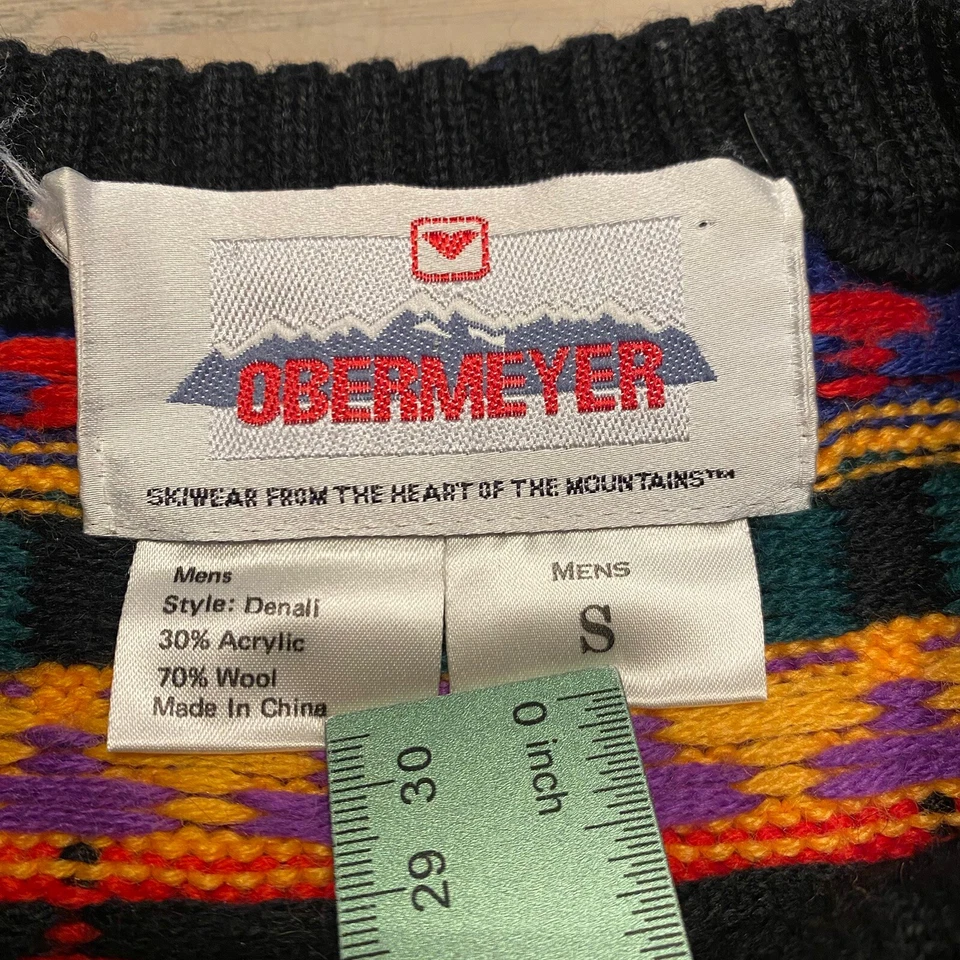 OBERMEYER
SKIWEAR FROM THE HEART OF THE MOUNTAINS™
Mens
Style: Denali
30% Acrylic
70% Wool
Made In China
MENS
S
30
29
0 inch